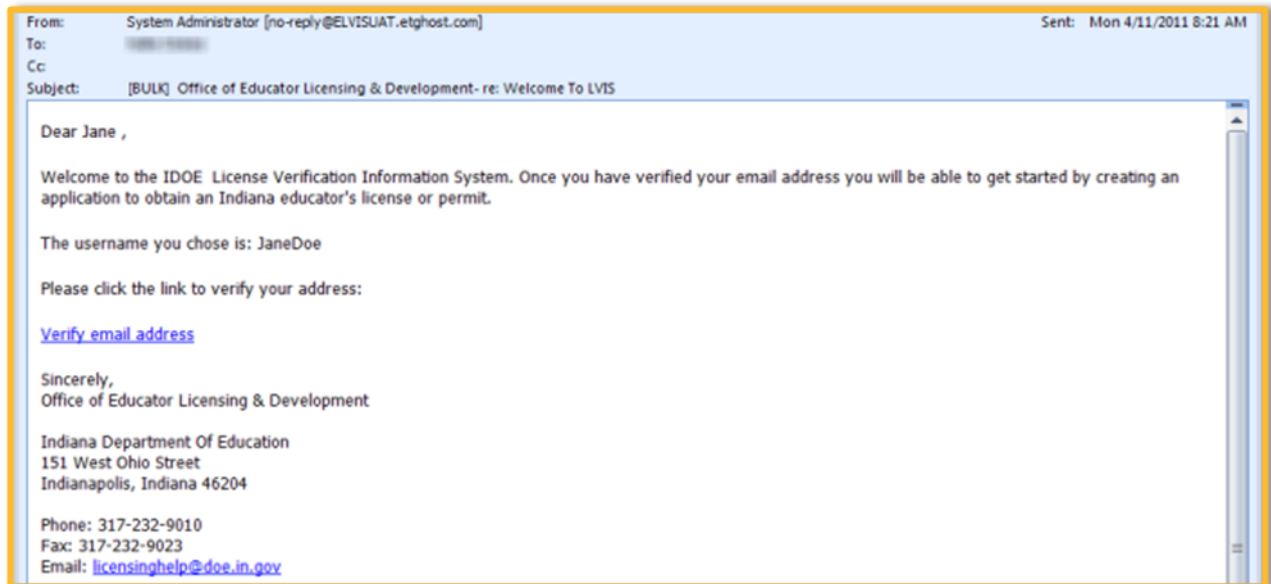 From: System Administrator [no-reply@ELVISUAT.etghost.com] Sent: Mon 4/11/2011 8:21 AM
To:
Cc:
Subject: [BULK] Office of Educator Licensing & Development- re: Welcome To LVIS
Dear Jane ,
Welcome to the IDOE License Verification Information System. Once you have verified your email address you will be able to get started by creating an
application to obtain an Indiana educator's license or permit.
The username you chose is: JaneDoe
Please click the link to verify your address:
Verify email address
Sincerely,
Office of Educator Licensing & Development
Indiana Department Of Education
151 West Ohio Street
Indianapolis, Indiana 46204
Phone: 317-232-9010
Fax: 317-232-9023
Email: licensinghelp@doe.in.gov